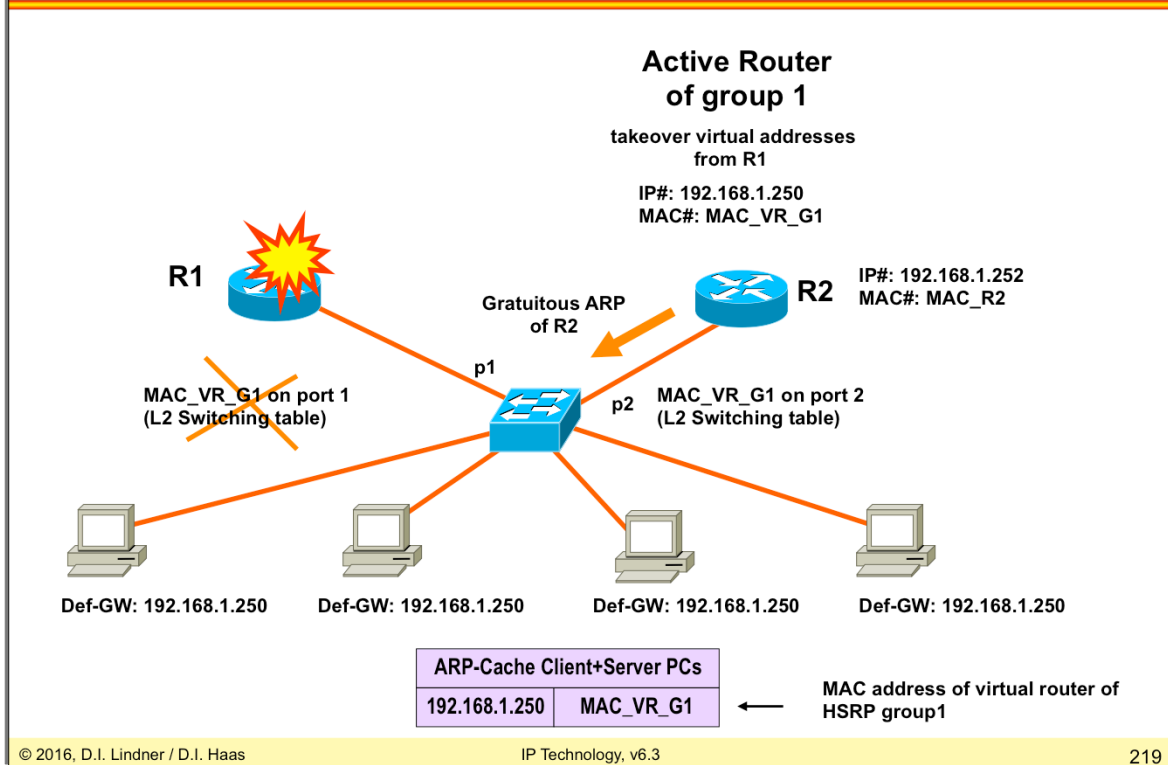 Active Router
of group 1
takeover virtual addresses
from R1
IP#: 192.168.1.250
MAC#: MAC_VR_G1
R1
R2
IP#: 192.168.1.252
MAC#: MAC_R2
Gratuitous ARP
of R2
p1
MAC_VR_G1 on port 1
(L2 Switching table)
p2
MAC_VR_G1 on port 2
(L2 Switching table)
Def-GW: 192.168.1.250
Def-GW: 192.168.1.250
Def-GW: 192.168.1.250
Def-GW: 192.168.1.250
ARP-Cache Client+Server PCs
192.168.1.250 MAC_VR_G1
MAC address of virtual router of
HSRP group1
© 2016, D.I. Lindner / D.I. Haas IP Technology, v6.3 219